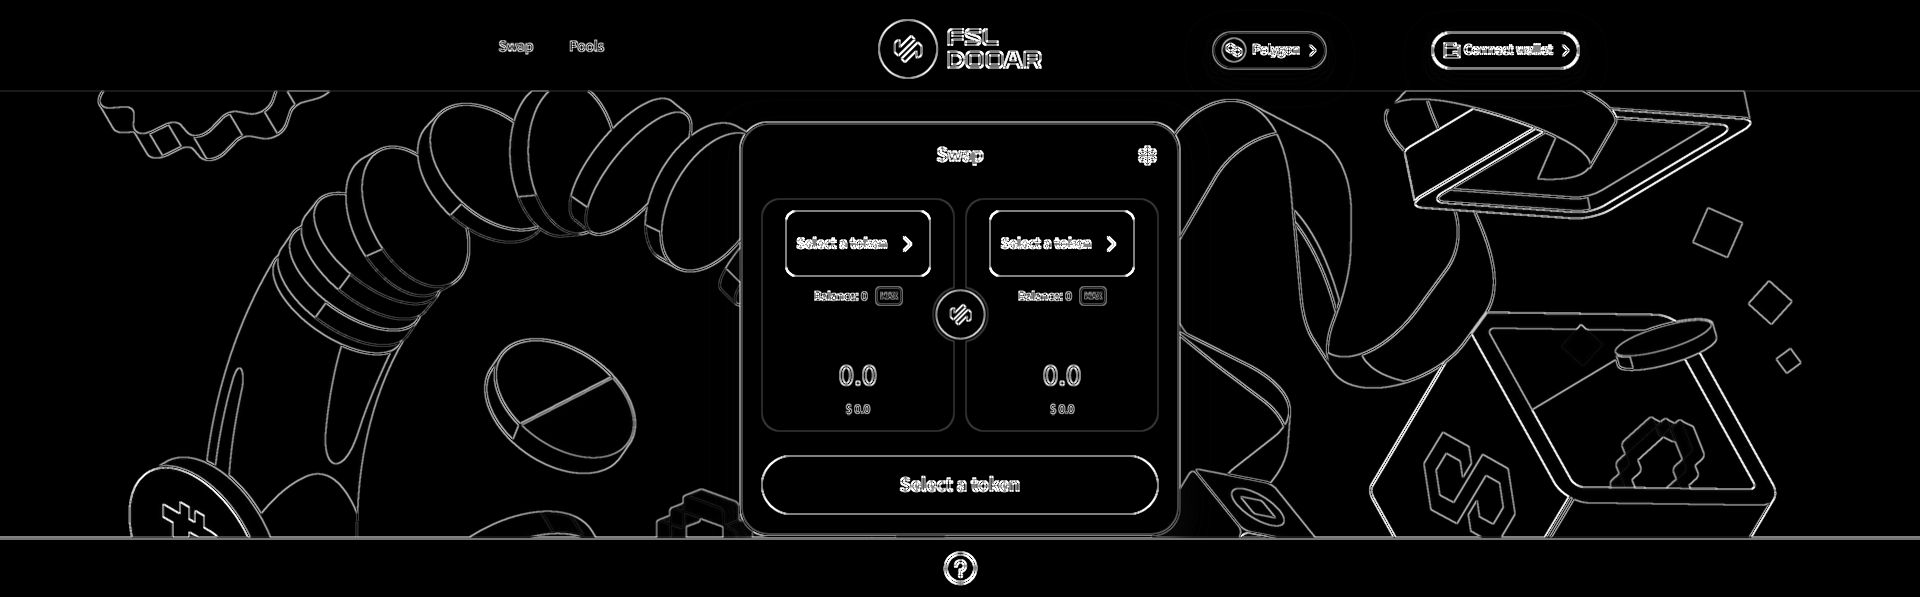 Swap
Pools
FSL
DOOAR
Polygon
Connect wallet
Swap
Select a token
Select a token
Balance: 0
MAX
Balance: 0
MAX
0.0
0.0
$ 0.0
$ 0.0
Select a token
?